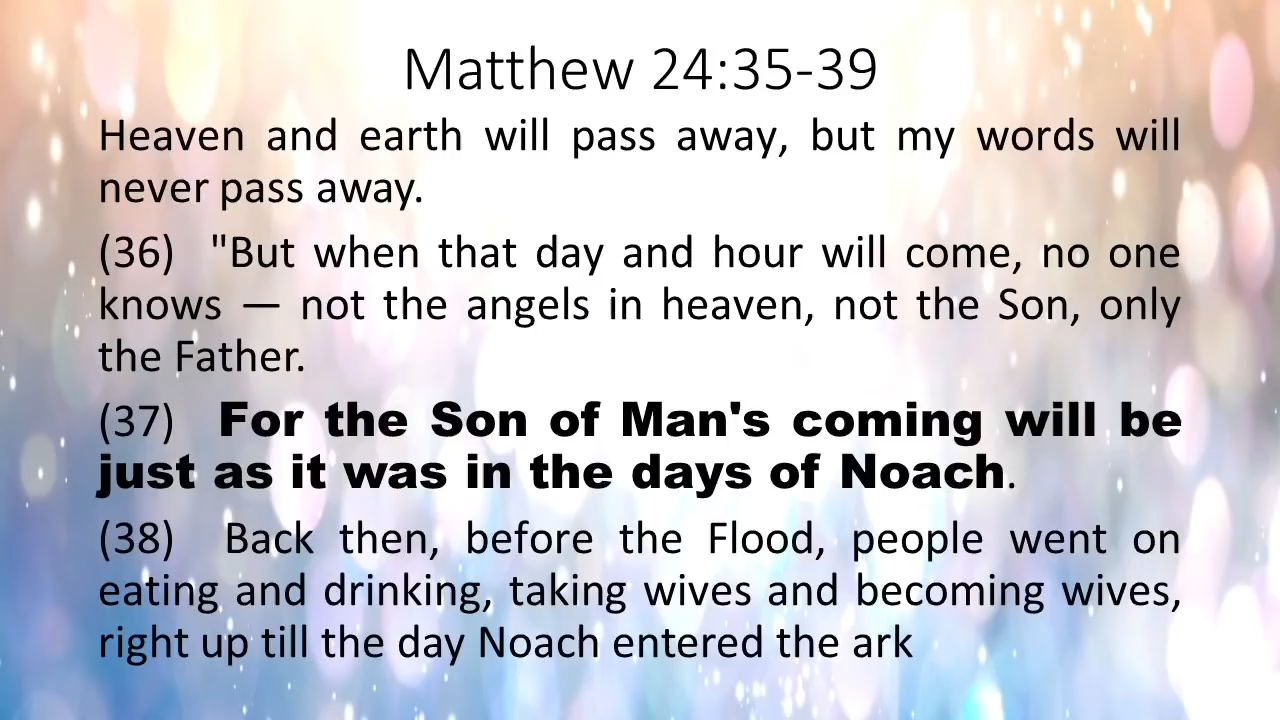 Matthew 24:35-39
Heaven and earth will pass away, but my words will
never pass away.
(36) "But when that day and hour will come, no one
knows — not the angels in heaven, not the Son, only
the Father.
(37) For the Son of Man's coming will be
just as it was in the days of Noach.
(38) Back then, before the Flood, people went on
eating and drinking, taking wives and becoming wives,
right up till the day Noach entered the ark